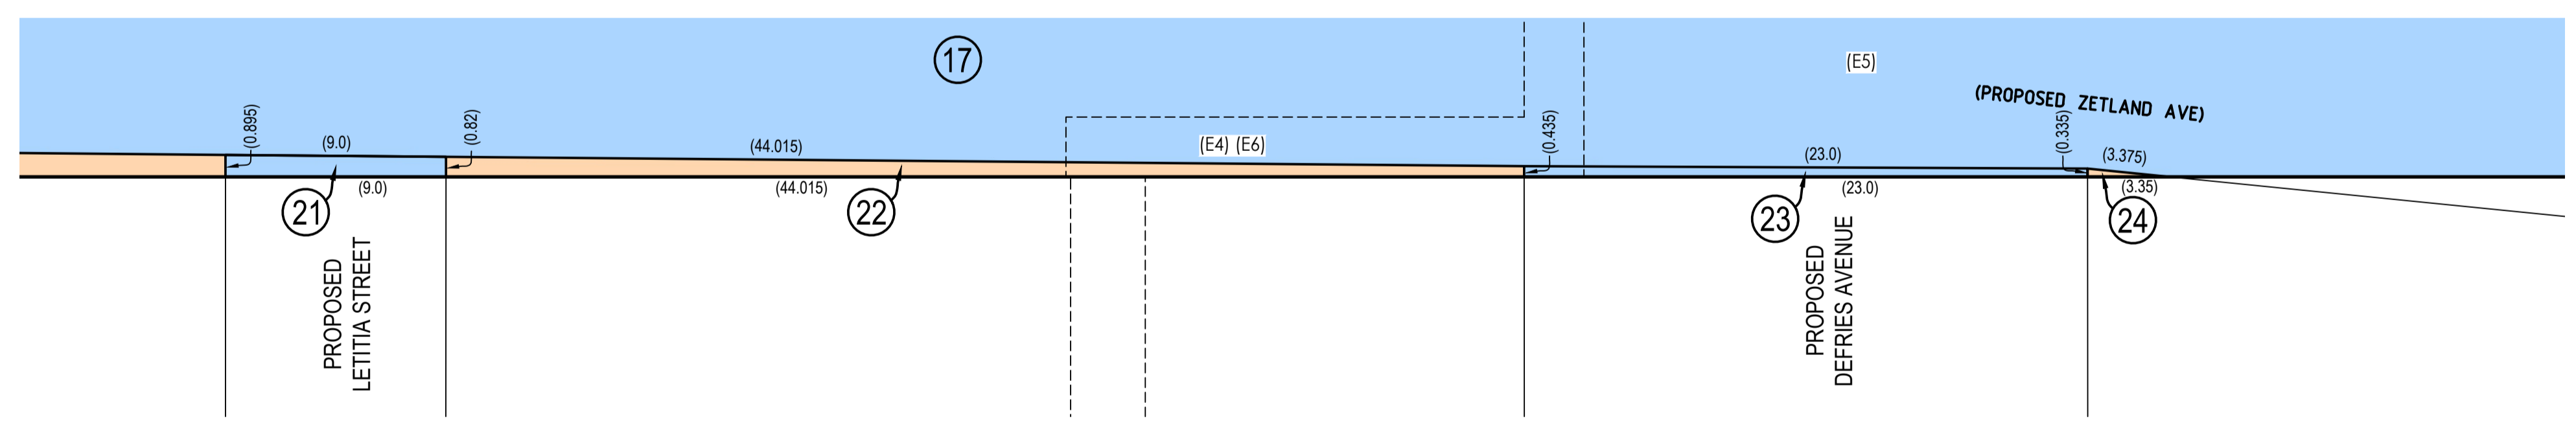 17
(E5)
(PROPOSED ZETLAND AVE)
(0.895)
(9.0)
(0.82)
(44.015)
(E4) (E6)
(0.435)
(23.0)
(0.335)
(3.375)
(9.0)
(44.015)
(23.0)
(3.35)
21
22
23
24
PROPOSED
LETITIA STREET
PROPOSED
DEFRIES AVENUE